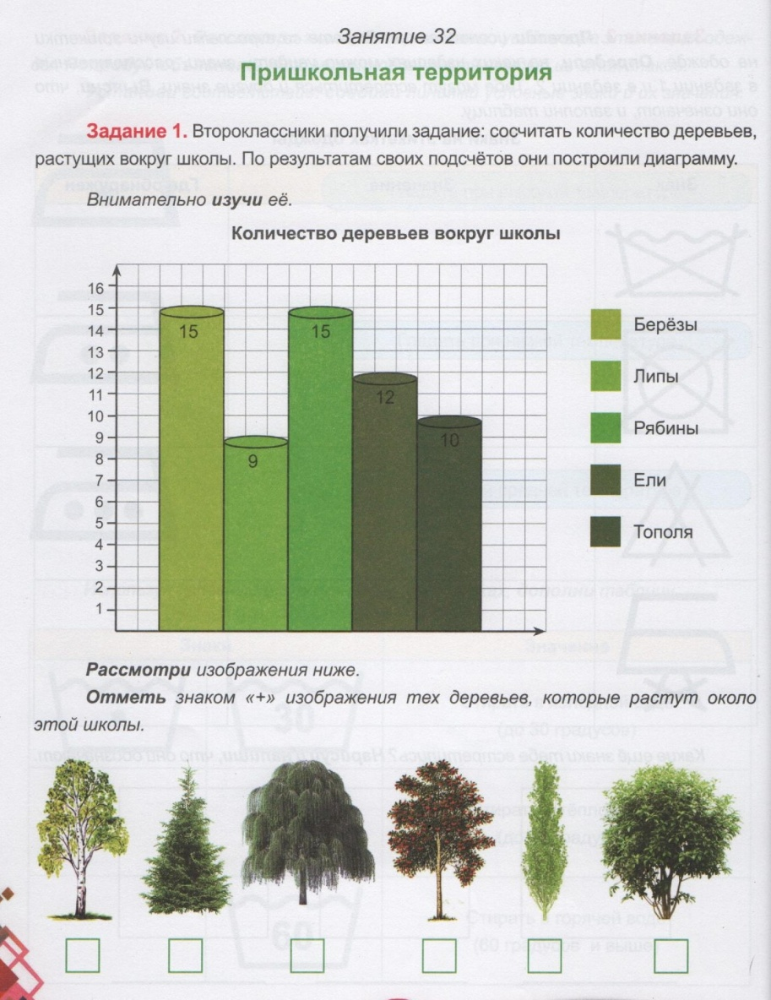 Занятие 32
Пришкольная территория
Задание 1. Второклассники получили задание: сосчитать количество деревьев,
растущих вокруг школы. По результатам своих подсчётов они построили диаграмму.
Внимательно изучи её.
Количество деревьев вокруг школы
16
15
14
13
12
11
10
9
8
7
6
5
4
3
2
1
15
9
15
12
10
Берёзы
Липы
Рябины
Ели
Тополя
Рассмотри изображения ниже.
Отметь знаком «+» изображения тех деревьев, которые растут около
этой школы.